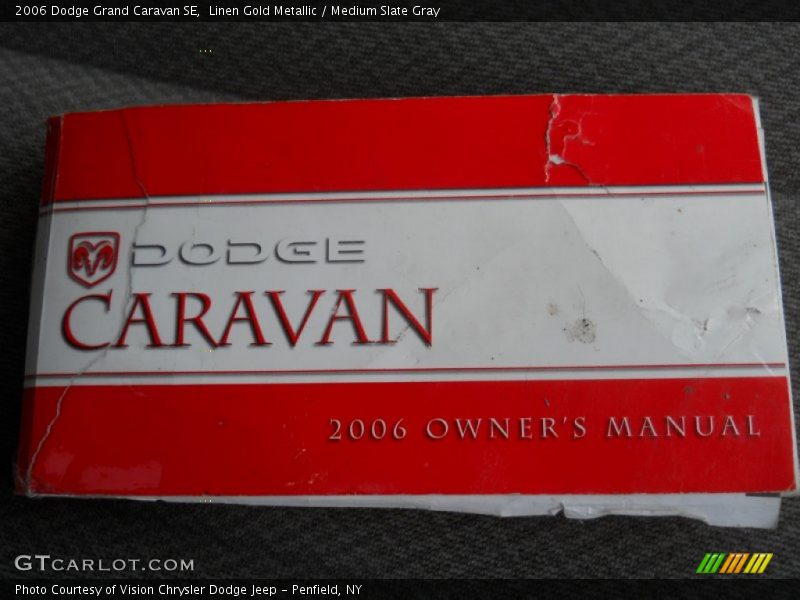 2006 Dodge Grand Caravan SE,  Linen Gold Metallic / Medium Slate Gray
DODGE
CARAVAN
2006 OWNER'S MANUAL
GTCARLOT.COM
Photo Courtesy of Vision Chrysler Dodge Jeep - Penfield, NY